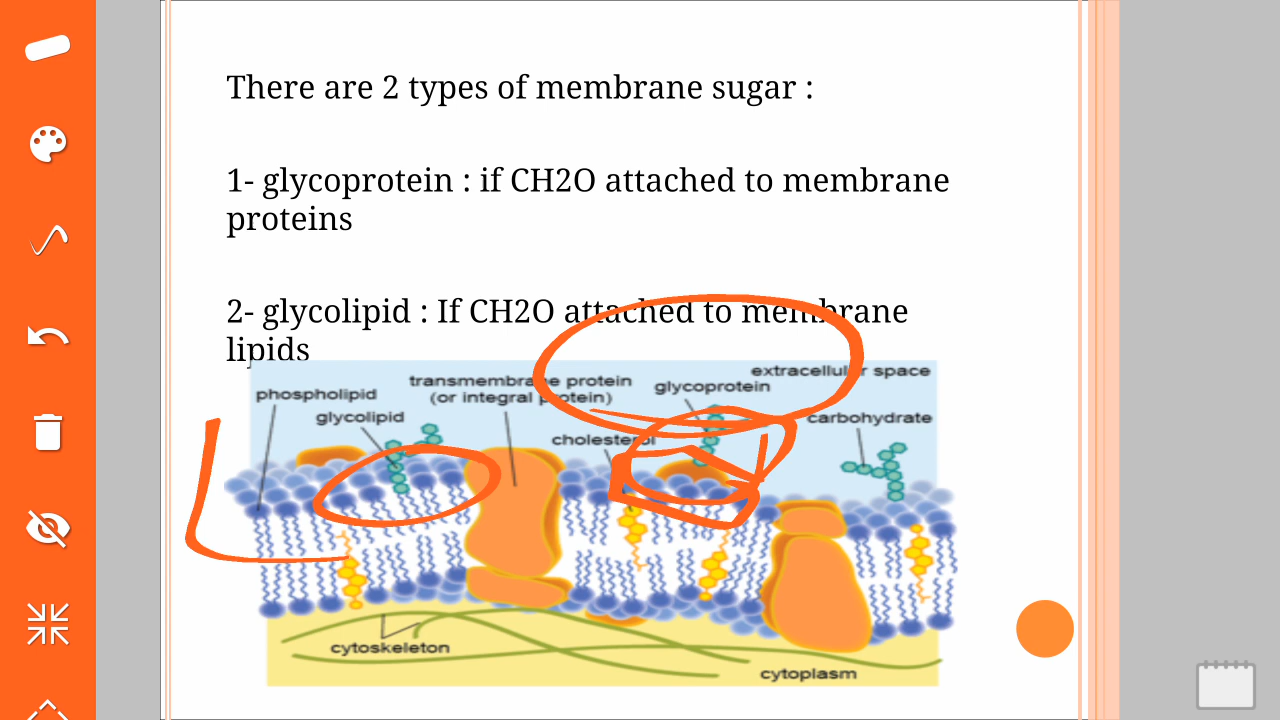 There are 2 types of membrane sugar :
1- glycoprotein : if CH2O attached to membrane
proteins
2- glycolipid : If CH2O attached to membrane
lipids
extracellular space
transmembrane protein
(or integral protein)
glycoprotein
phospholipid
glycolipid
carbohydrate
cholesterol
cytoskeleton
cytoplasm